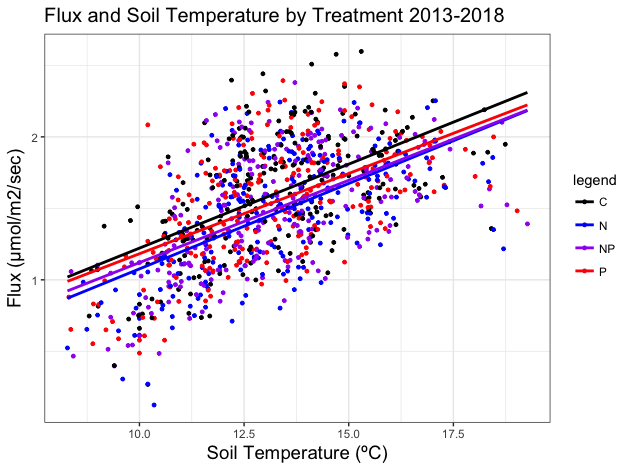 Flux and Soil Temperature by Treatment 2013-2018
Flux (μmol/m2/sec)
2
1
10.0 12.5 15.0 17.5
Soil Temperature (ºC)
legend
C
N
NP
P